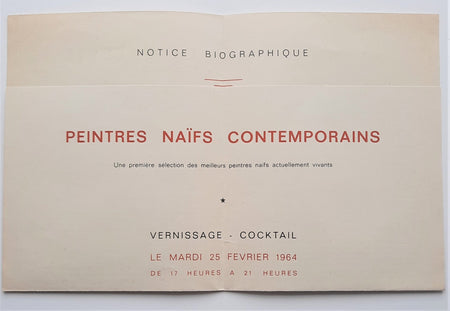 NOTICE BIOGRAPHIQUE
PEINTRES NAÏFS CONTEMPORAINS
Une première sélection des meilleurs peintres naïfs actuellement vivants
★
VERNISSAGE - COCKTAIL
LE MARDI 25 FEVRIER 1964
DE 17 HEURES A 21 HEURES